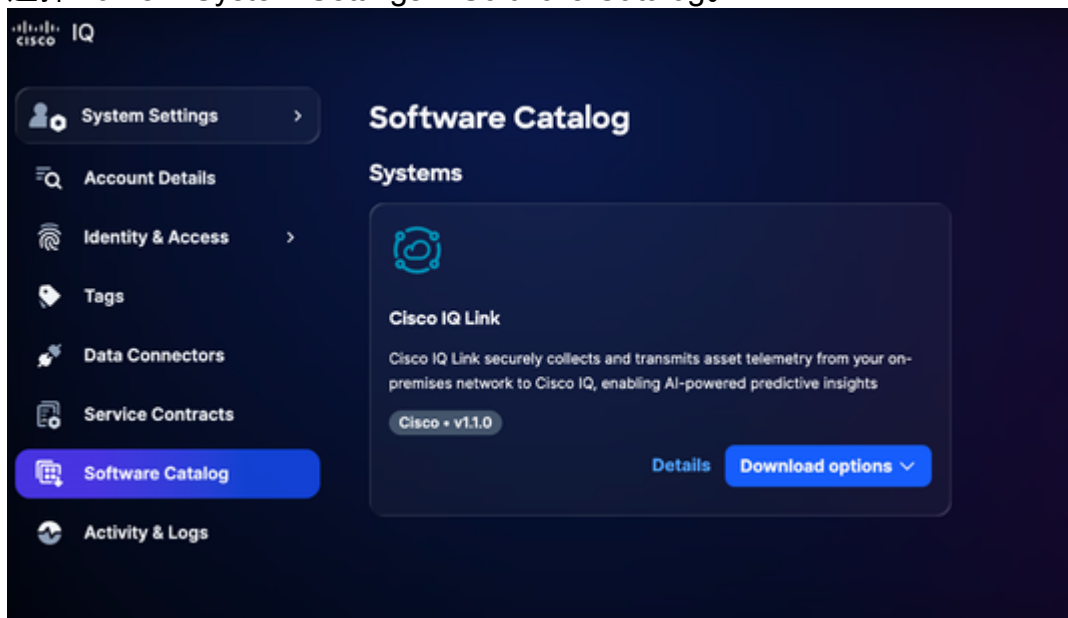 cisco IQ
System Settings
Account Details
Identity & Access
Tags
Data Connectors
Service Contracts
Software Catalog
Activity & Logs
Software Catalog
Systems
Cisco IQ Link
Cisco IQ Link securely collects and transmits asset telemetry from your on-
premises network to Cisco IQ, enabling AI-powered predictive insights
Cisco • v1.1.0
Details
Download options